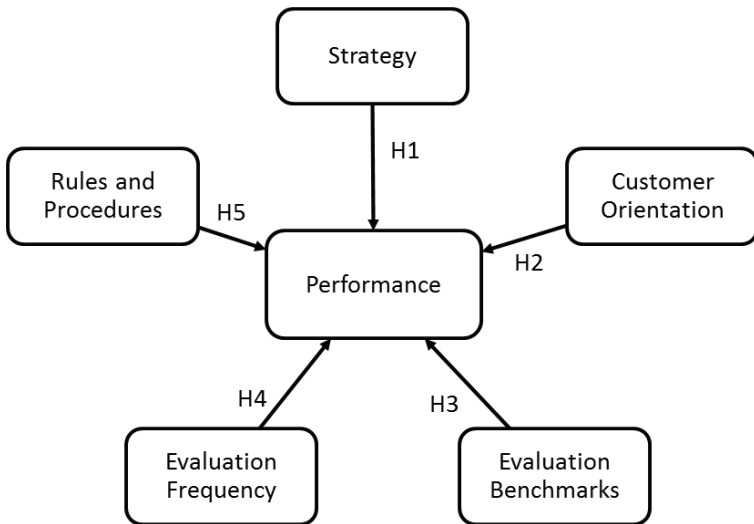 Strategy
H1
Rules and
Procedures
Customer
Orientation
H5
H2
Performance
H4
H3
Evaluation
Frequency
Evaluation
Benchmarks